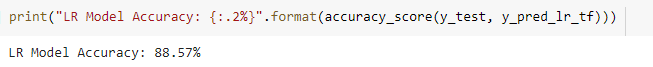 print("LR Model Accuracy: {:.2%}".format(accuracy_score(y_test, y_pred_lr_tf)))
LR Model Accuracy: 88.57%